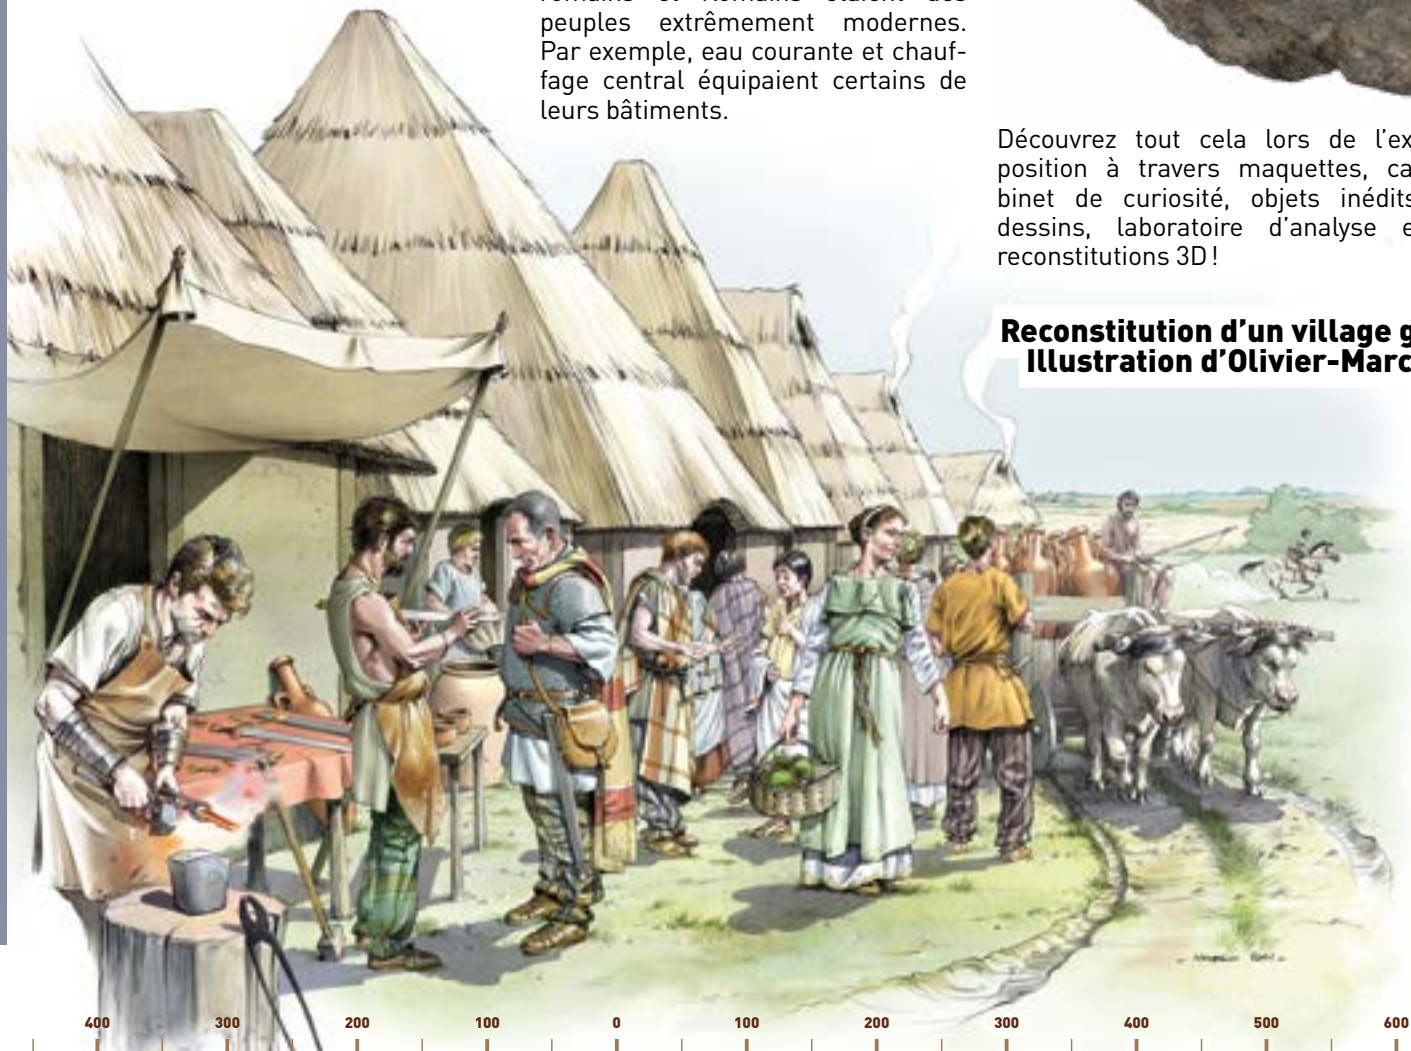 peuples extrêmement modernes.
Par exemple, eau courante et chauf-
fage central équipaient certains de
leurs bâtiments.
Découvrez tout cela lors de l'ex
position à travers maquettes, ca
binet de curiosité, objets inédits
dessins, laboratoire d'analyse e
reconstitutions 3D !
Reconstitution d'un village g
Illustration d'Olivier-Marc
400 300 200 100 0 100 200 300 400 500 600